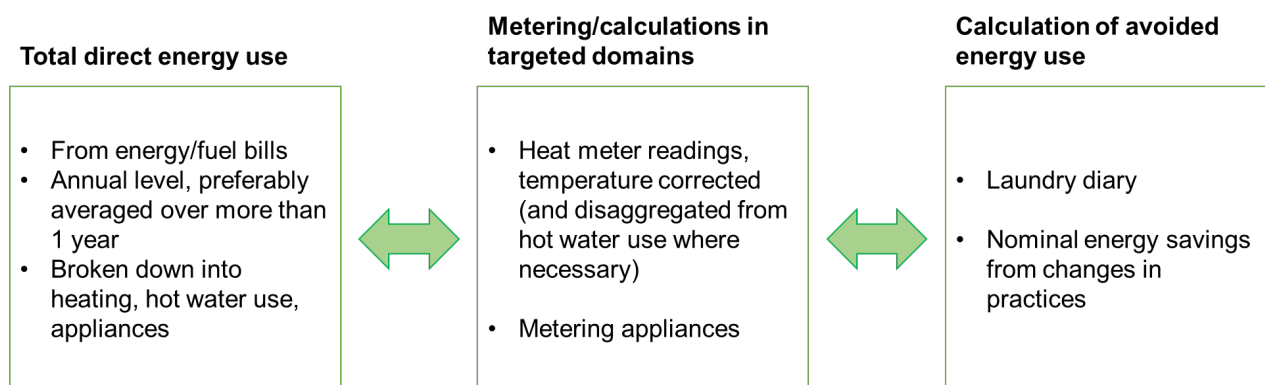 Total direct energy use
• From energy/fuel bills
• Annual level, preferably
averaged over more than
1 year
• Broken down into
heating, hot water use,
appliances
Metering/calculations in
targeted domains
• Heat meter readings,
temperature corrected
(and disaggregated from
hot water use where
necessary)
• Metering appliances
Calculation of avoided
energy use
• Laundry diary
• Nominal energy savings
from changes in
practices